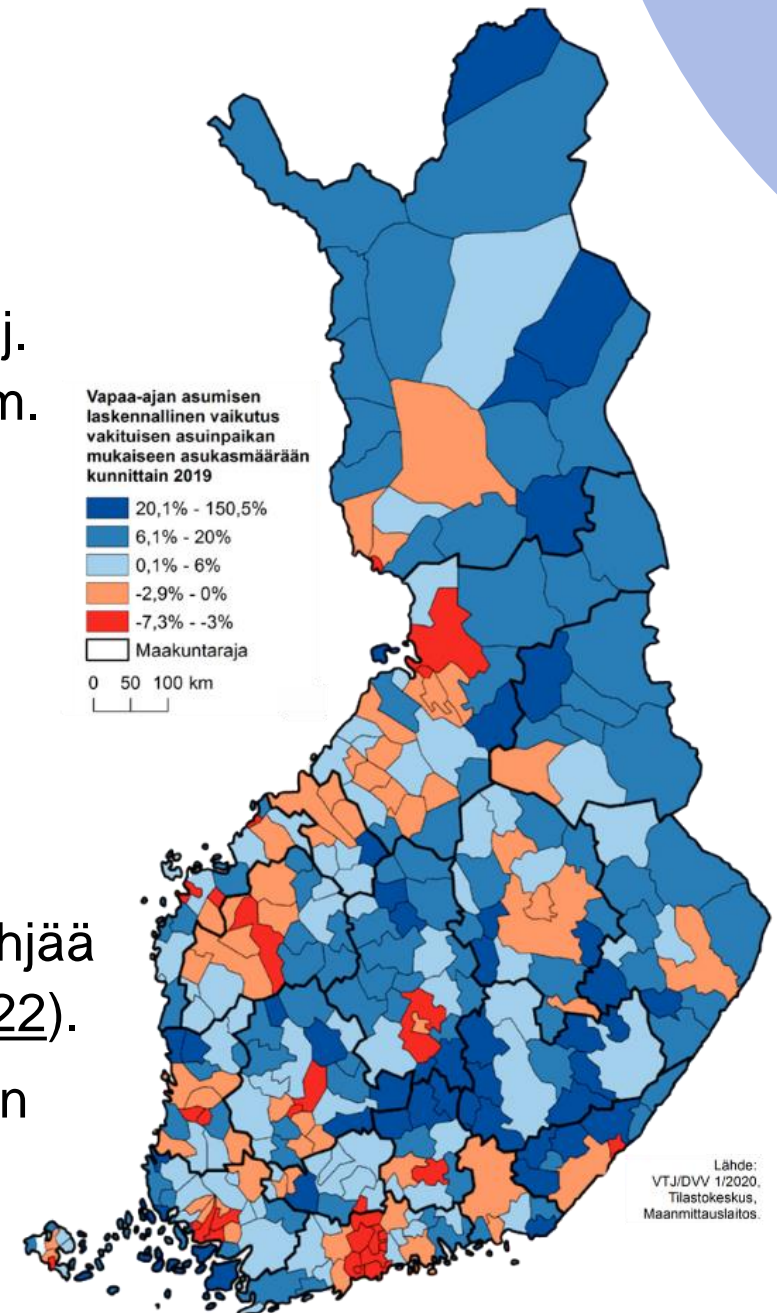 j.
m.
Vapaa-ajan asumisen
laskennallinen vaikutus
vakituisen asuinpaikan
mukaiseen asukasmäärään
kunnittain 2019
20,1% - 150,5%
6,1% - 20%
0,1% - 6%
-2,9% - 0%
-7,3% - -3%
Maakuntaraja
0 50 100 km
hjää
22).
n
Lähde:
VTJ/DVV 1/2020,
Tilastokeskus,
Maanmittauslaitos.